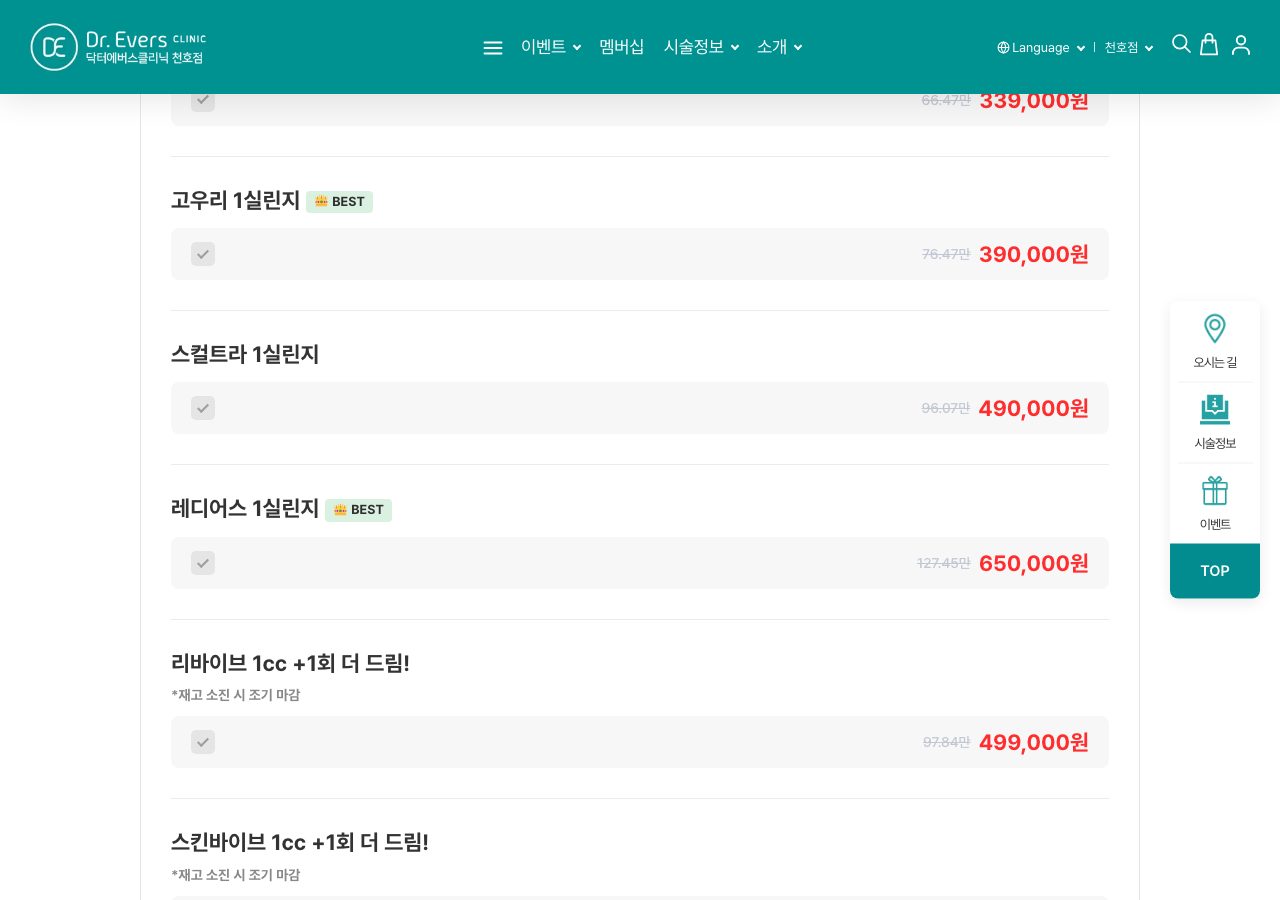 Dr. Evers CLINIC
닥터에버스클리닉 천호점
이벤트
멤버십
시술정보
소개
Language
천호점
66.47만 339,000원
고우리 1실린지 BEST
76.47만 390,000원
스컬트라 1실린지
96.07만 490,000원
레디어스 1실린지 BEST
127.45만 650,000원
리바이브 1cc +1회 더 드림!
*재고 소진 시 조기 마감
97.84만 499,000원
스킨바이브 1cc +1회 더 드림!
*재고 소진 시 조기 마감
오시는 길
시술정보
이벤트
TOP